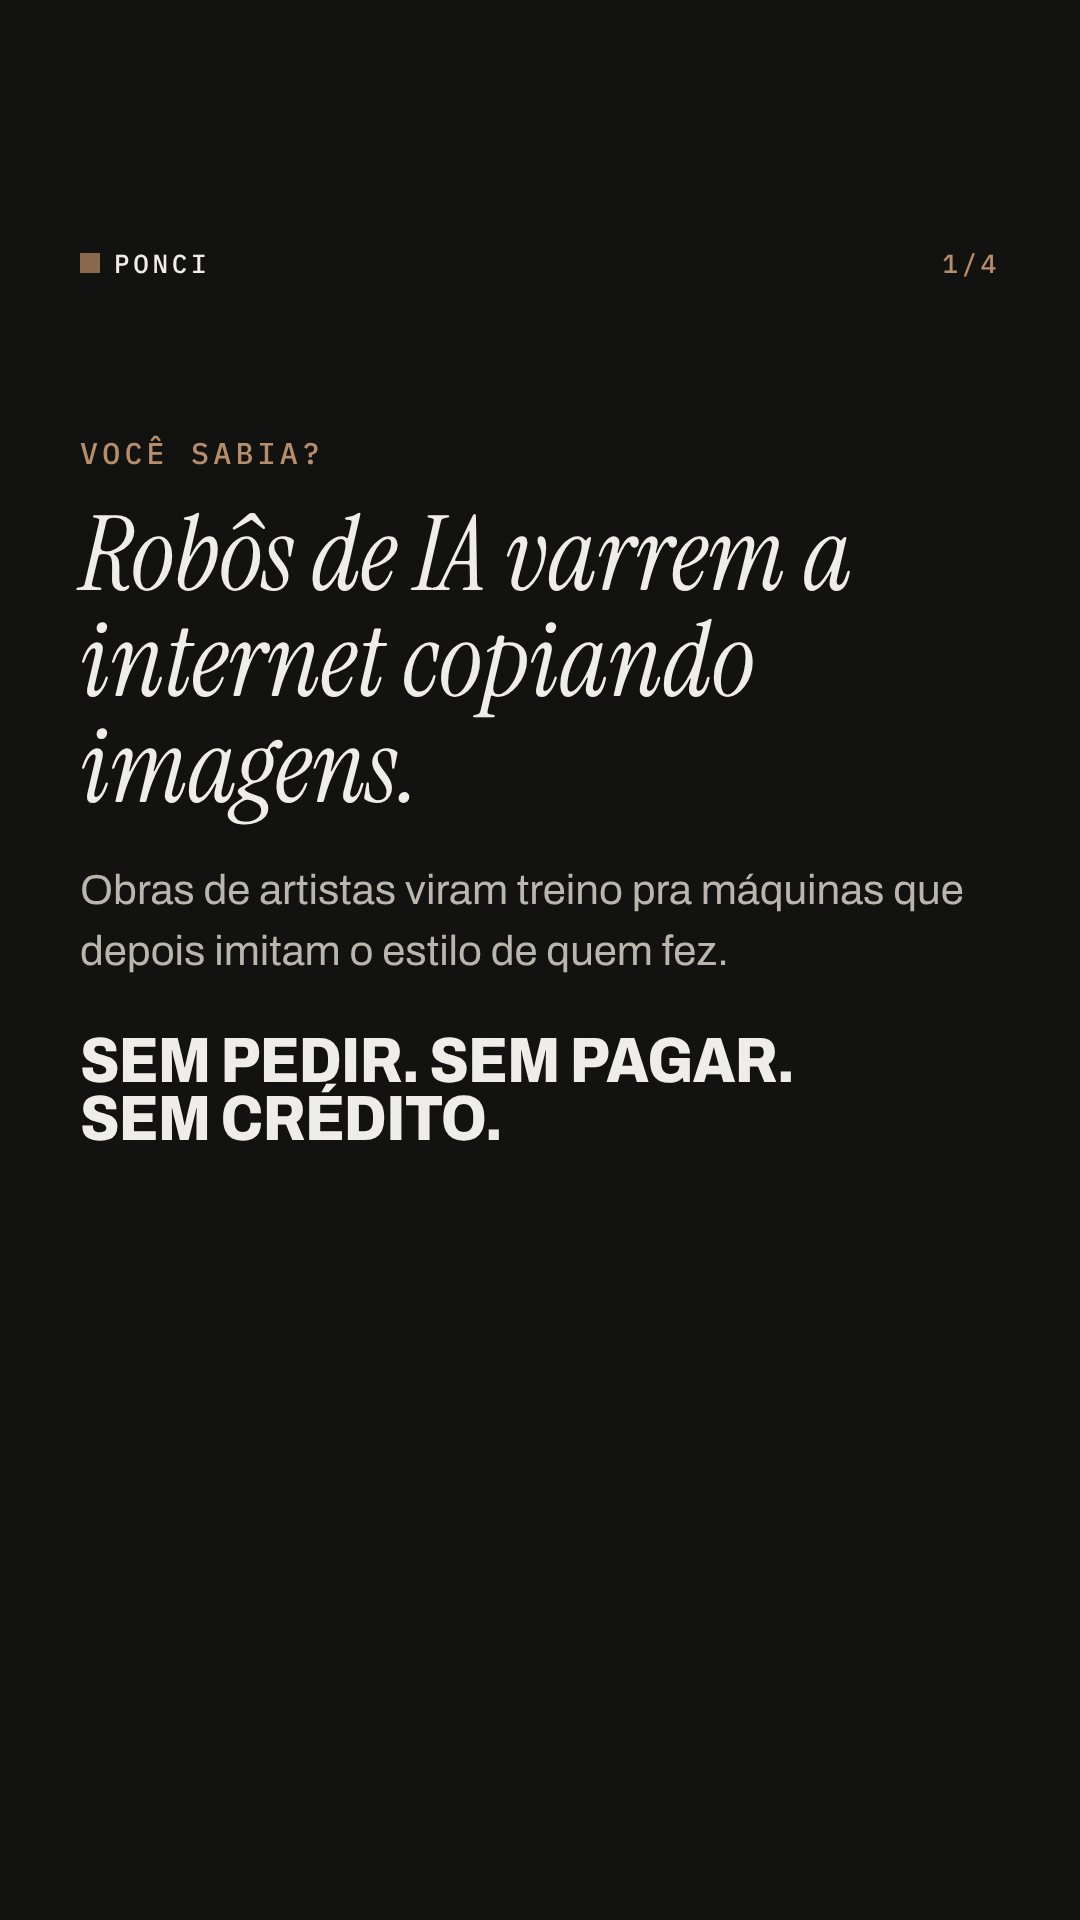 PONCI
1/4
VOCÊ SABIA?
Robôs de IA varrem a
internet copiando
imagens.
Obras de artistas viram treino pra máquinas que
depois imitam o estilo de quem fez.
SEM PEDIR. SEM PAGAR.
SEM CRÉDITO.